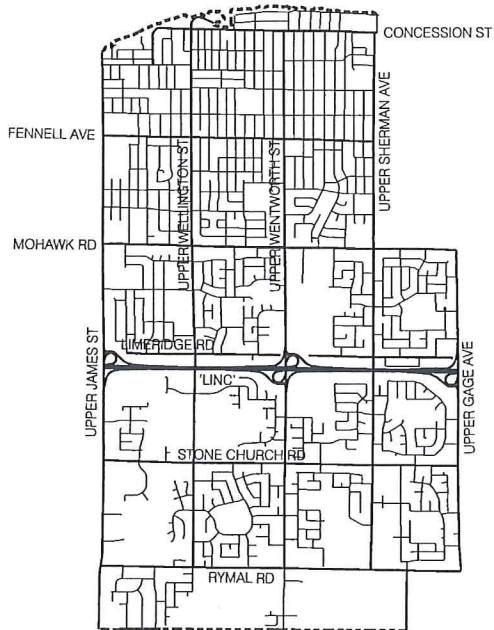 CONCESSION ST
UPPER SHERMAN AVE
FENNELL AVE
UPPER WELLINGTON ST
UPPER WENTWORTH ST
MOHAWK RD
LIMERIDGE RD
UPPER JAMES ST
'LINC'
UPPER GAGE AVE
STONE CHURCH RD
RYMAL RD